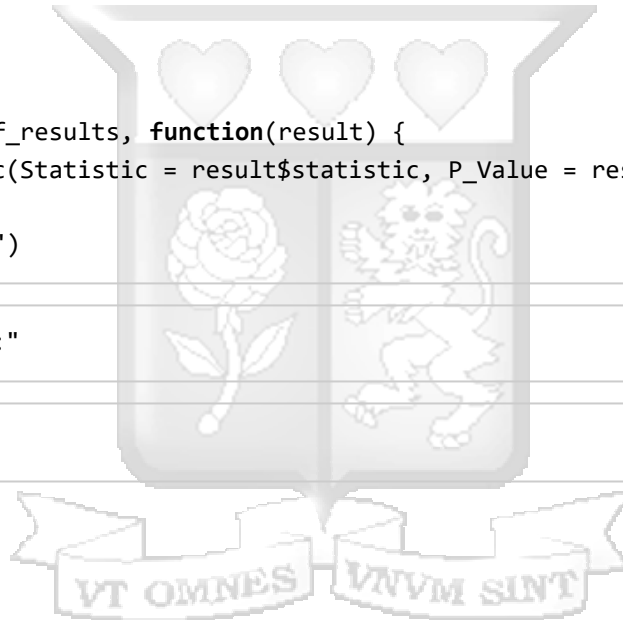 f_results, function(result) {
c(Statistic = result$statistic, P_Value = res
")
:"
VT OMNES VNVM SINT